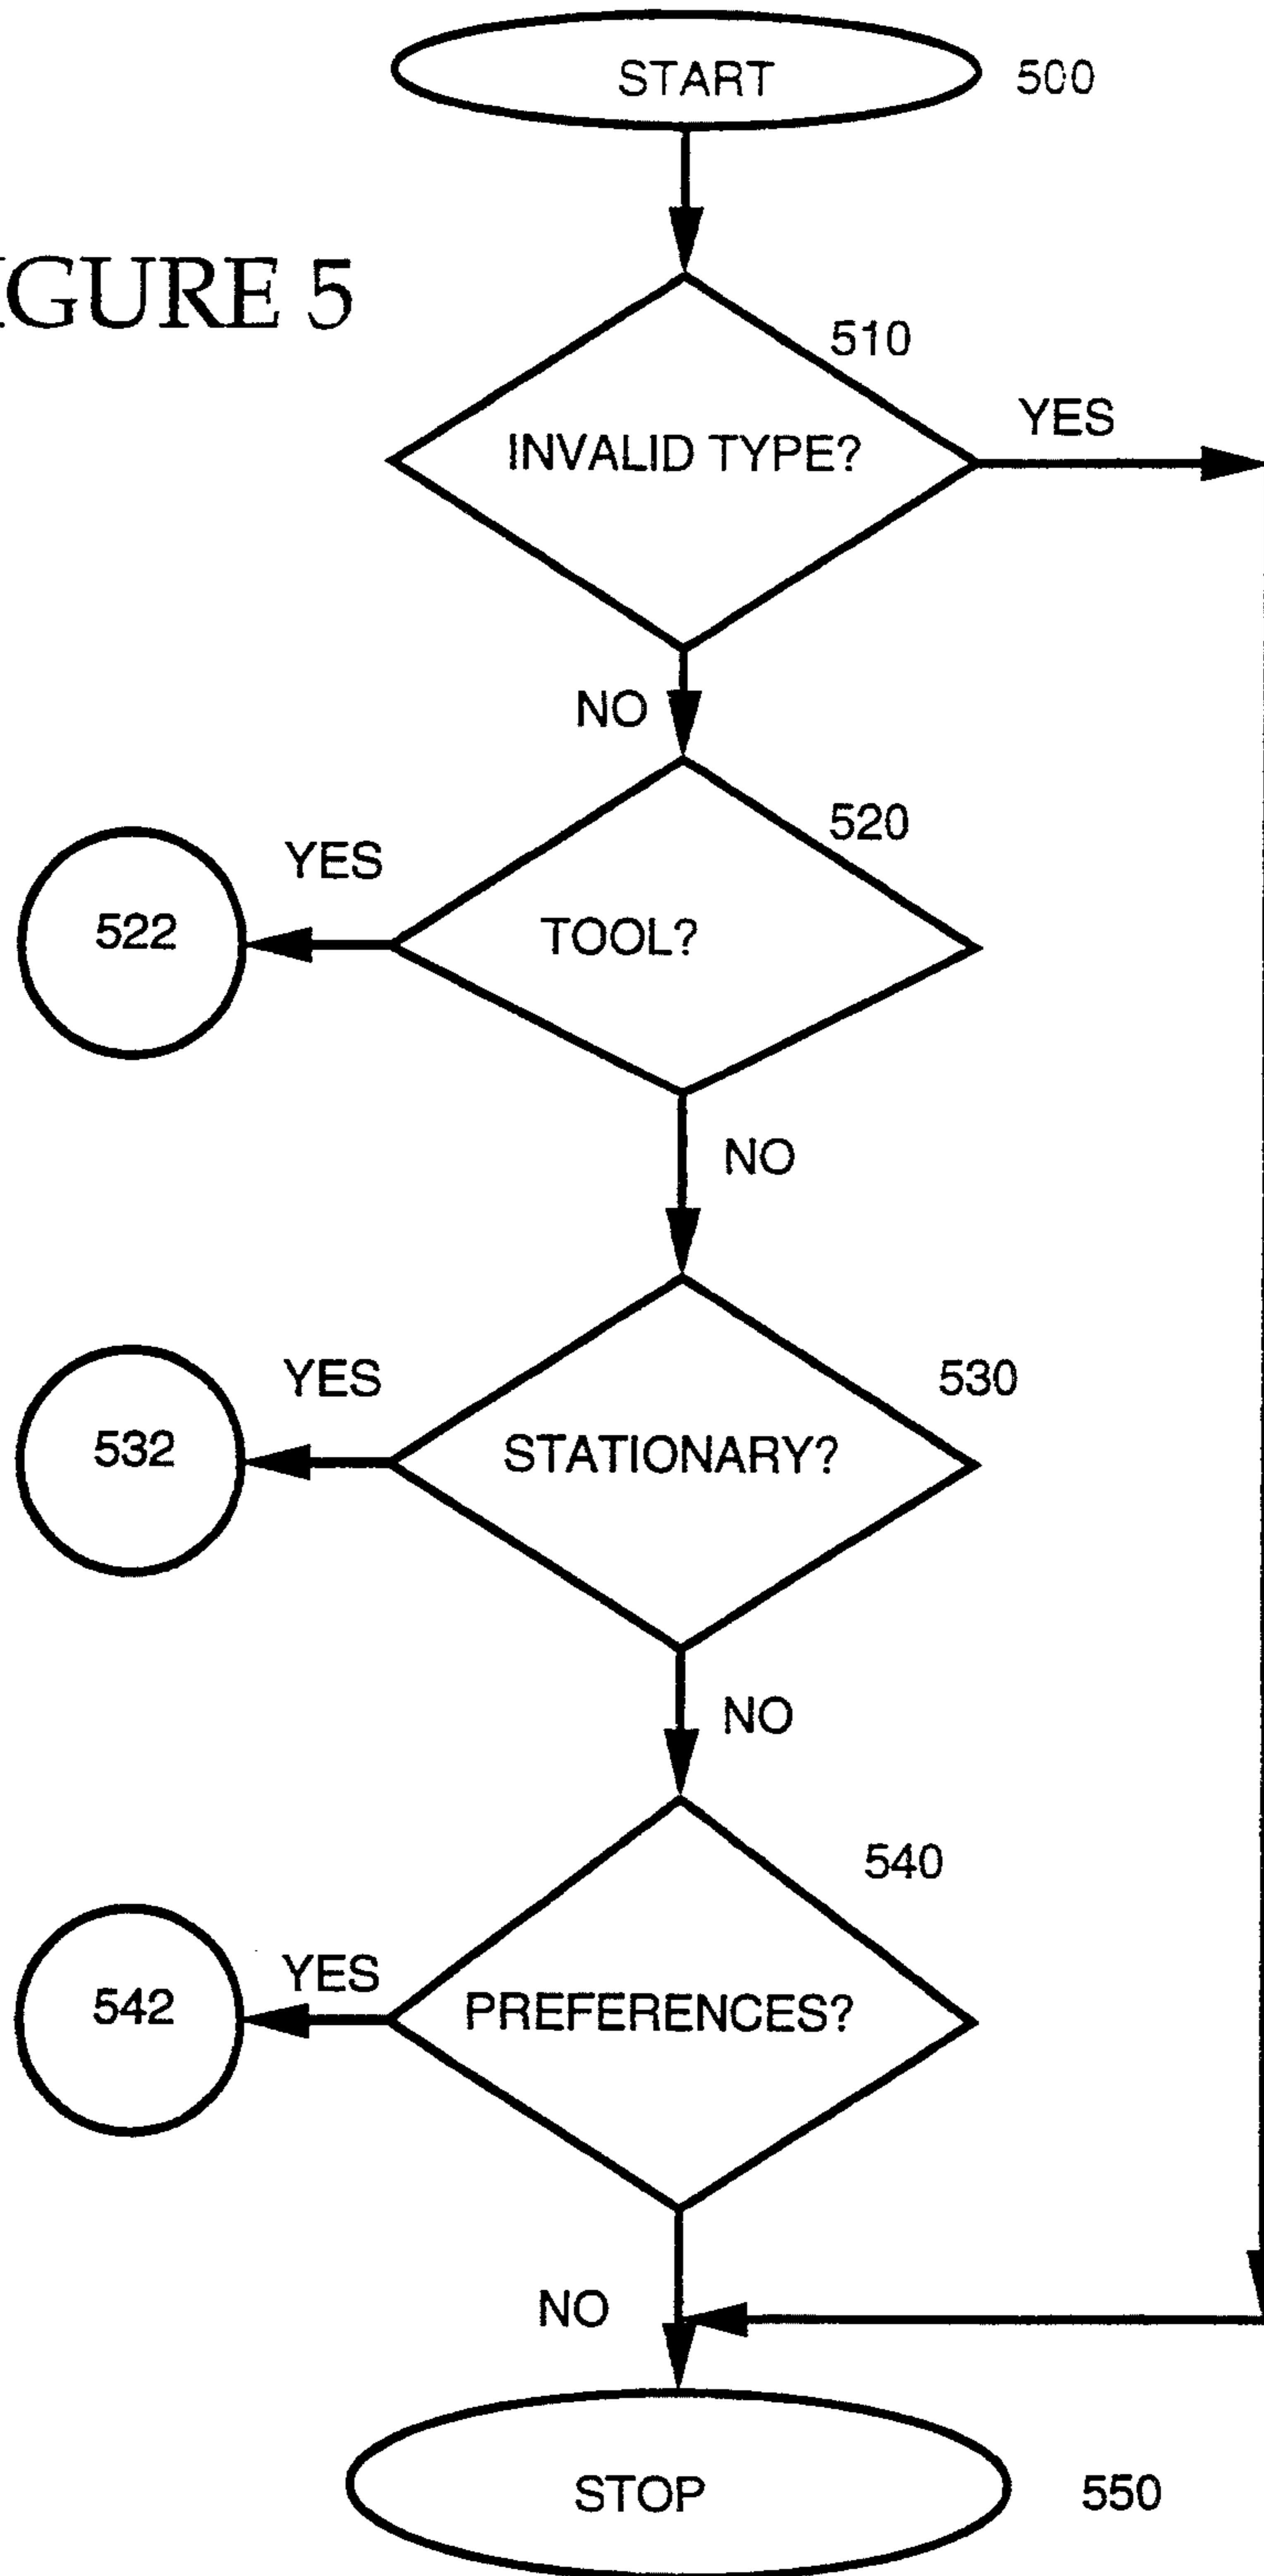 START 500
IGURE 5
510
YES
INVALID TYPE?
NO
520
YES
522
TOOL?
NO
YES
530
532
STATIONARY?
NO
540
YES
542
PREFERENCES?
NO
STOP 550